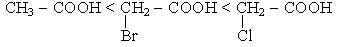 CH₃ – COOH < CH₂ – COOH < CH₂ – COOH
Br Cl